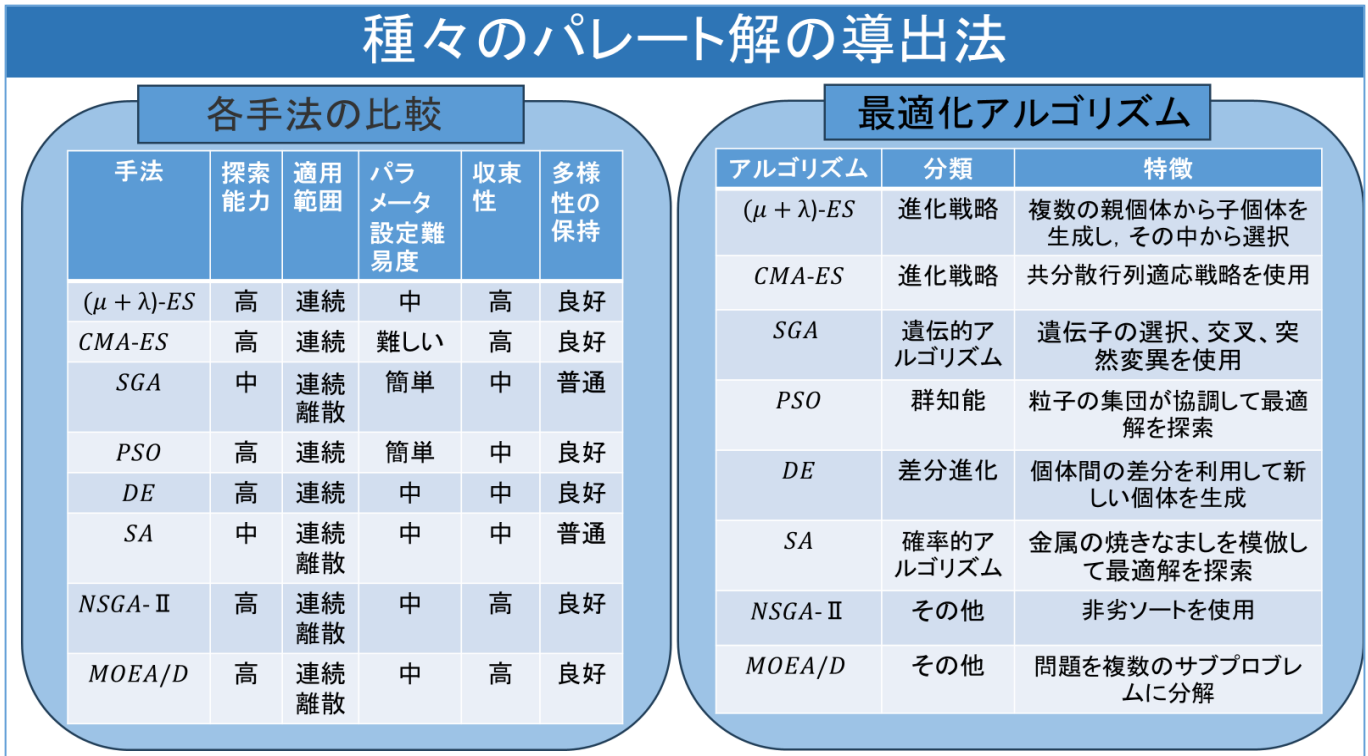 種々のパレート解の導出法
各手法の比較
手法 探索能力 適用範囲 パラメータ設定難易度 収束性 多様性の保持
(μ + λ)-ES 高 連続 中 高 良好
CMA-ES 高 連続 難しい 高 良好
SGA 中 連続離散 簡単 中 普通
PSO 高 連続 簡単 中 良好
DE 高 連続 中 中 良好
SA 中 連続離散 中 中 普通
NSGA-Ⅱ 高 連続離散 中 高 良好
MOEA/D 高 連続離散 中 高 良好
最適化アルゴリズム
アルゴリズム 分類 特徴
(μ + λ)-ES 進化戦略 複数の親個体から子個体を生成し，その中から選択
CMA-ES 進化戦略 共分散行列適応戦略を使用
SGA 遺伝的アルゴリズム 遺伝子の選択、交叉、突然変異を使用
PSO 群知能 粒子の集団が協調して最適解を探索
DE 差分進化 個体間の差分を利用して新しい個体を生成
SA 確率的アルゴリズム 金属の焼きなましを模倣して最適解を探索
NSGA-Ⅱ その他 非劣ソートを使用
MOEA/D その他 問題を複数のサブプロブレムに分解